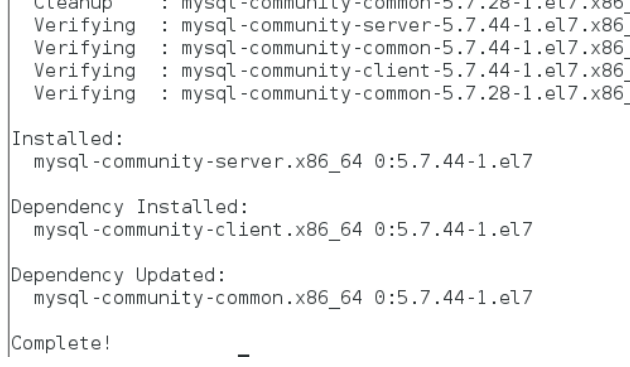 Cleanup : mysql-community-common-5.7.28-1.el7.x86_
Verifying : mysql-community-server-5.7.44-1.el7.x86_
Verifying : mysql-community-common-5.7.44-1.el7.x86_
Verifying : mysql-community-client-5.7.44-1.el7.x86_
Verifying : mysql-community-common-5.7.28-1.el7.x86_
Installed:
mysql-community-server.x86_64 0:5.7.44-1.el7
Dependency Installed:
mysql-community-client.x86_64 0:5.7.44-1.el7
Dependency Updated:
mysql-community-common.x86_64 0:5.7.44-1.el7
Complete!